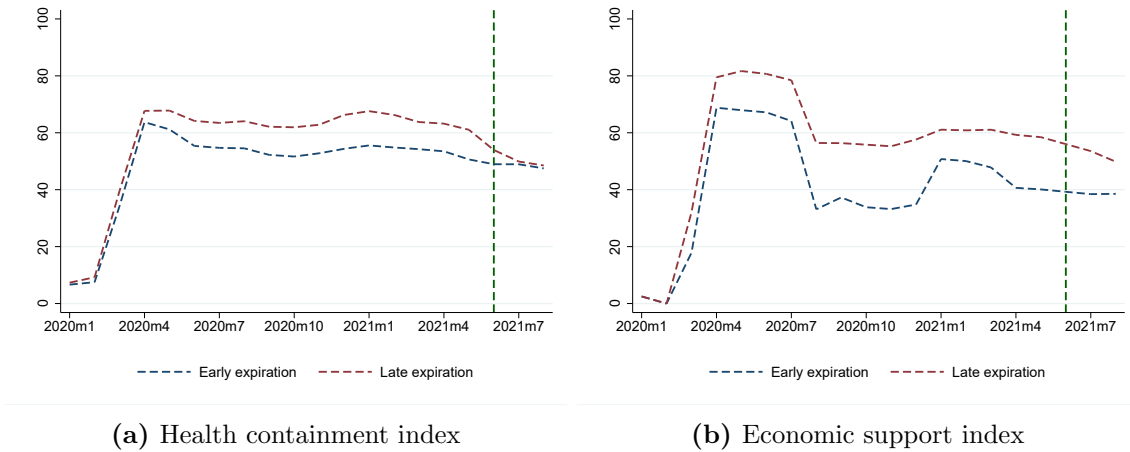 100
80
60
40
20
0
2020m1 2020m4 2020m7 2020m10 2021m1 2021m4 2021m7
Early expiration Late expiration
(a) Health containment index
100
80
60
40
20
0
2020m1 2020m4 2020m7 2020m10 2021m1 2021m4 2021m7
Early expiration Late expiration
(b) Economic support index